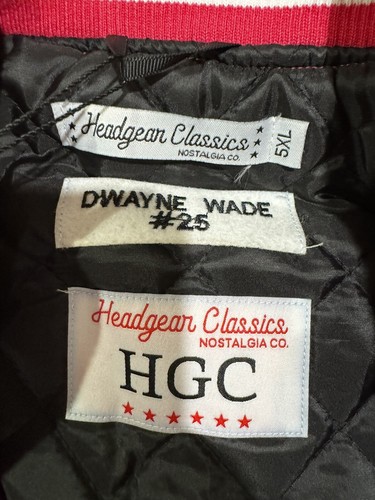 Headgear Classics
NOSTALGIA CO.
5XL
DWAYNE WADE
#25
Headgear Classics
NOSTALGIA CO.
HGC